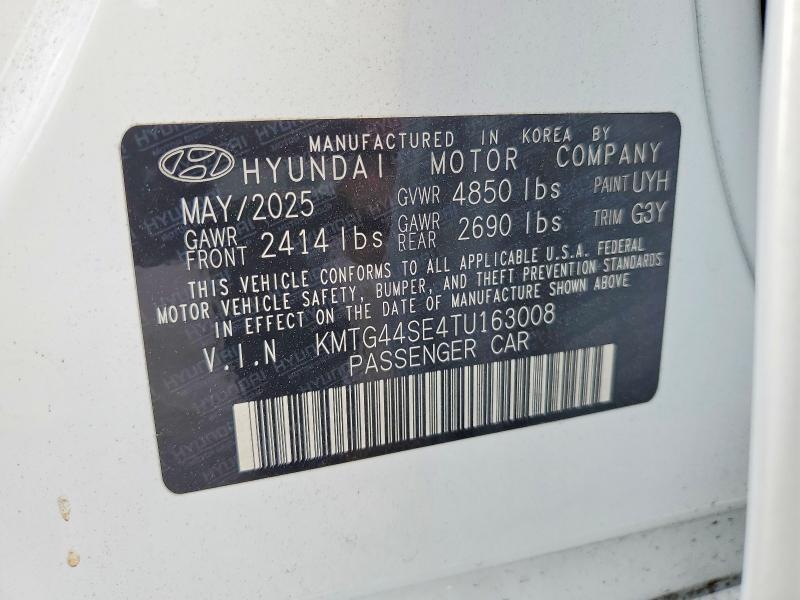 MANUFACTURED IN KOREA BY
HYUNDAI MOTOR COMPANY
MAY/2025 GVWR 4850 lbs PAINT UYH
GAWR FRONT 2414 lbs GAWR REAR 2690 lbs TRIM G3Y
THIS VEHICLE CONFORMS TO ALL APPLICABLE U.S.A. FEDERAL
MOTOR VEHICLE SAFETY, BUMPER, AND THEFT PREVENTION STANDARDS
IN EFFECT ON THE DATE OF MANUFACTURE SHOWN ABOVE
V.I.N KMTG44SE4TU163008
PASSENGER CAR